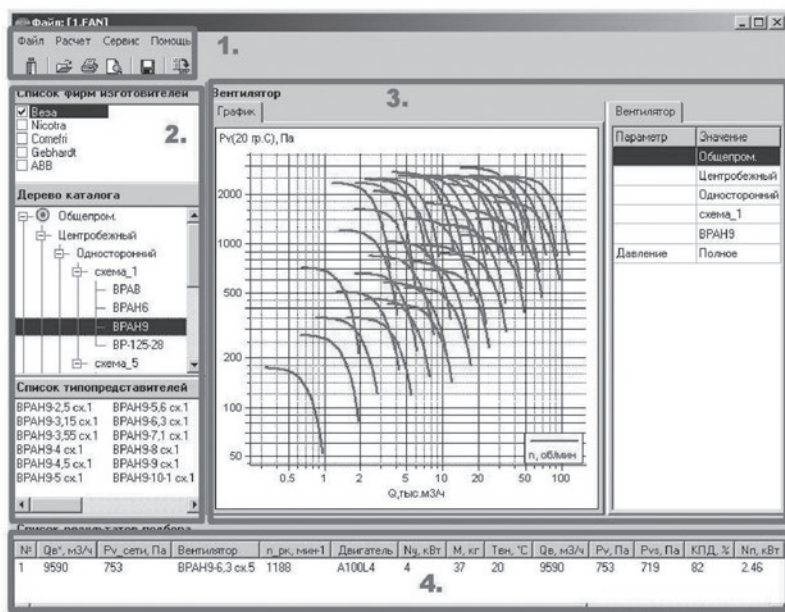 Файл: [1.FAN]
Файл Расчет Сервис Помощь
1.
Список фирм изготовителей
Веза
Nicotra
Comefri
Gebhardt
ABB
2.
Дерево каталога
Общепром.
Центробежный
Односторонний
схема_1
ВРАВ
ВРАН6
ВРАН9
ВР-125-28
схема_5
Список типопредставителей
ВРАН9-2,5 сх.1 ВРАН9-5,6 сх.1
ВРАН9-3,15 сх.1 ВРАН9-6,3 сх.1
ВРАН9-3,55 сх.1 ВРАН9-7,1 сх.1
ВРАН9-4 сх.1 ВРАН9-8 сх.1
ВРАН9-4,5 сх.1 ВРАН9-9 сх.1
ВРАН9-5 сх.1 ВРАН9-10-1 сх.1
Вентилятор
3.
График
Pv(20 гр.С), Па
2000
1000
500
200
100
50
0.5 1 2 5 10 20 50 100
Q,тыс.м3/ч
n, об/мин
Вентилятор
Параметр Значение
Общепром.
Центробежный
Односторонний
схема_1
ВРАН9
Давление Полное
Список результатов подбора
№ Qв*, м3/ч Pv_сети, Па Вентилятор n_рк, мин-1 Двигатель Ny, кВт M, кг Твн, °С Qв, м3/ч Pv, Па Pvs, Па КПД, % Nп, кВт
1 9590 753 ВРАН9-6,3 сх.5 1188 А100L4 4 37 20 9590 753 719 82 2.46
4.